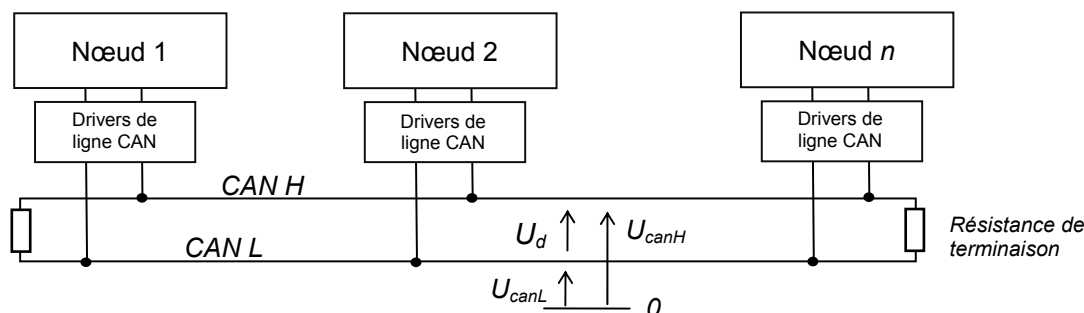 Nœud 1
Nœud 2
Nœud n
Drivers de
ligne CAN
Drivers de
ligne CAN
Drivers de
ligne CAN
CAN H
CAN L
Ud
UcanH
UcanL
0
Résistance de
terminaison